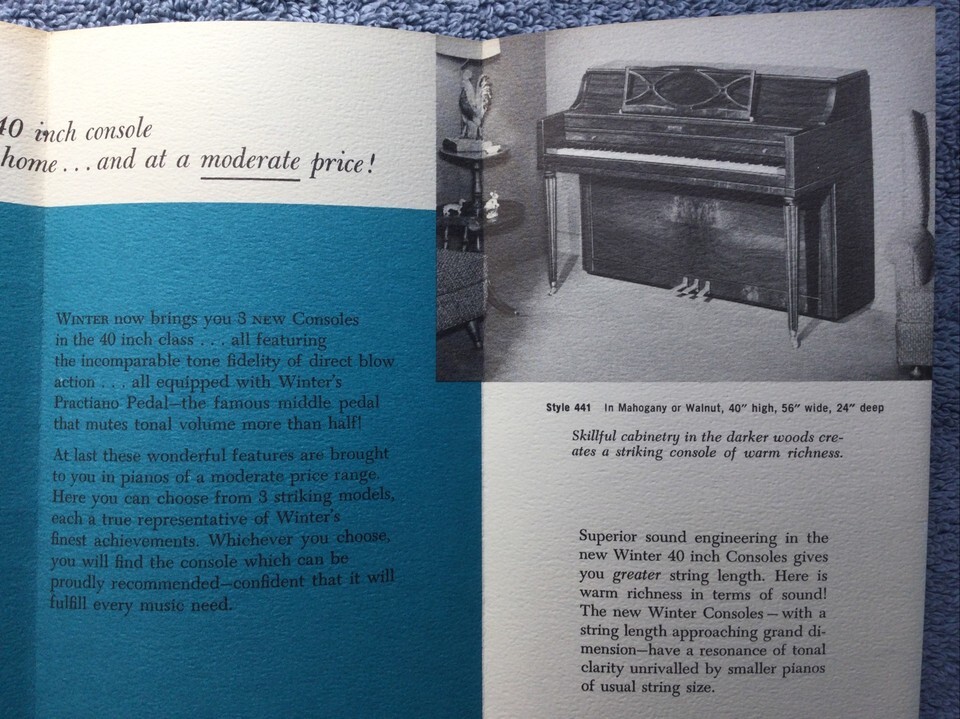 40 inch console
home . . . and at a moderate price!
WINTER now brings you 3 NEW Consoles
in the 40 inch class . . . all featuring
the incomparable tone fidelity of direct blow
action . . . all equipped with Winter's
Practiano Pedal—the famous middle pedal
that mutes tonal volume more than half!
At last these wonderful features are brought
to you in pianos of a moderate price range.
Here you can choose from 3 striking models,
each a true representative of Winter's
finest achievements. Whichever you choose,
you will find the console which can be
proudly recommended—confident that it will
fulfill every music need.
Style 441 In Mahogany or Walnut, 40" high, 56" wide, 24" deep
Skillful cabinetry in the darker woods cre-
ates a striking console of warm richness.
Superior sound engineering in the
new Winter 40 inch Consoles gives
you greater string length. Here is
warm richness in terms of sound!
The new Winter Consoles—with a
string length approaching grand di-
mension—have a resonance of tonal
clarity unrivalled by smaller pianos
of usual string size.